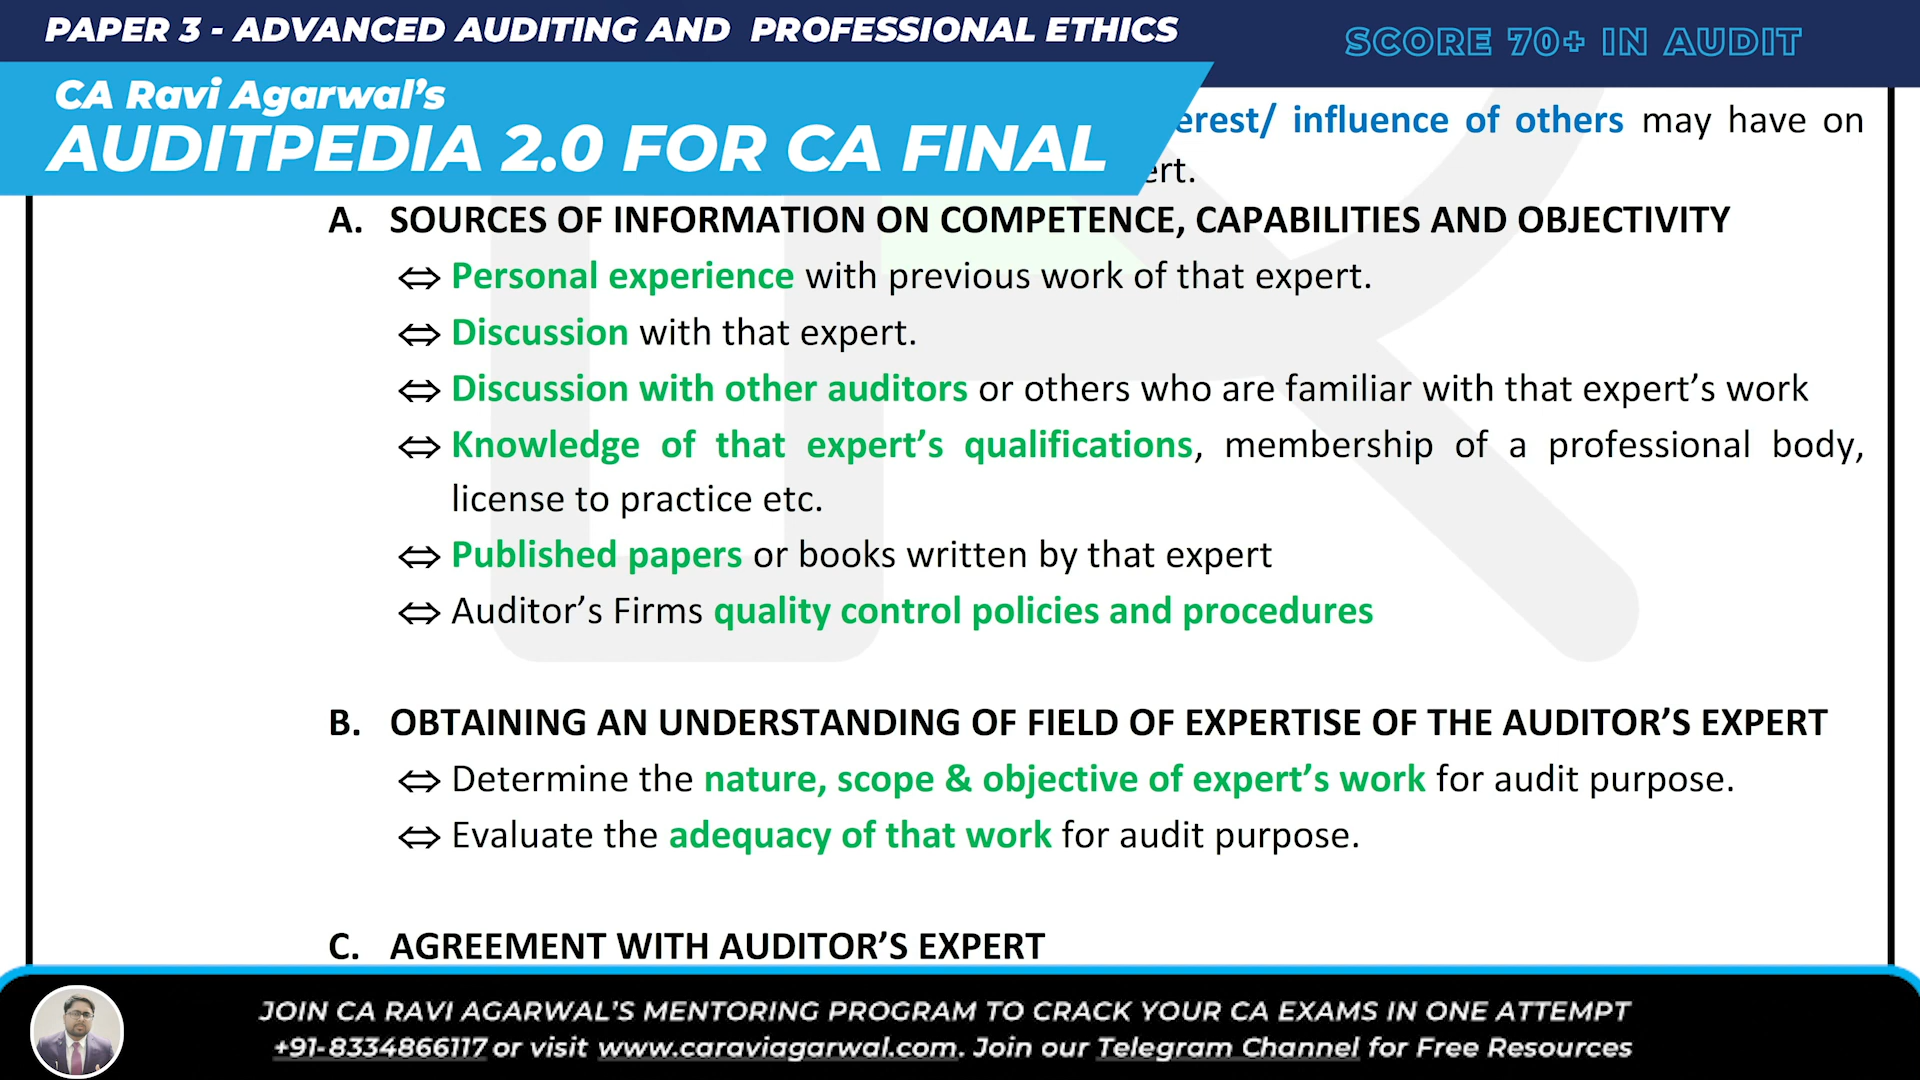 PAPER 3 - ADVANCED AUDITING AND PROFESSIONAL ETHICS
SCORE 70+ IN AUDIT
CA Ravi Agarwal's
AUDITPEDIA 2.0 FOR CA FINAL
influence of others may have on
A. SOURCES OF INFORMATION ON COMPETENCE, CAPABILITIES AND OBJECTIVITY
⇔ Personal experience with previous work of that expert.
⇔ Discussion with that expert.
⇔ Discussion with other auditors or others who are familiar with that expert’s work
⇔ Knowledge of that expert’s qualifications, membership of a professional body,
license to practice etc.
⇔ Published papers or books written by that expert
⇔ Auditor’s Firms quality control policies and procedures
B. OBTAINING AN UNDERSTANDING OF FIELD OF EXPERTISE OF THE AUDITOR’S EXPERT
⇔ Determine the nature, scope & objective of expert’s work for audit purpose.
⇔ Evaluate the adequacy of that work for audit purpose.
C. AGREEMENT WITH AUDITOR’S EXPERT
JOIN CA RAVI AGARWAL'S MENTORING PROGRAM TO CRACK YOUR CA EXAMS IN ONE ATTEMPT
+91-8334866117 or visit www.caraviagarwal.com. Join our Telegram Channel for Free Resources